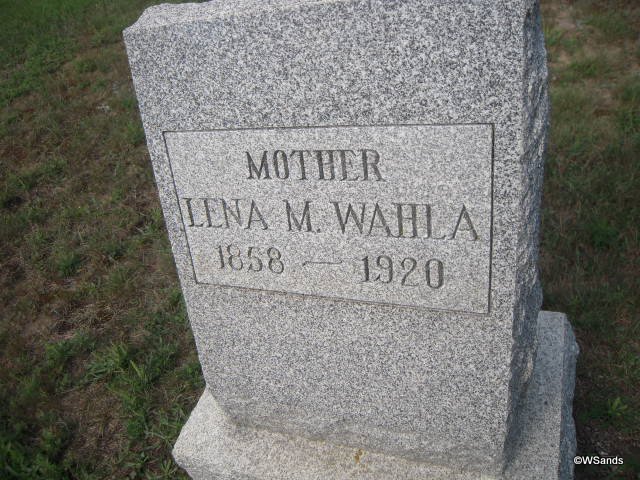 MOTHER
LENA M. WAHLA
1858 — 1920
©WSands